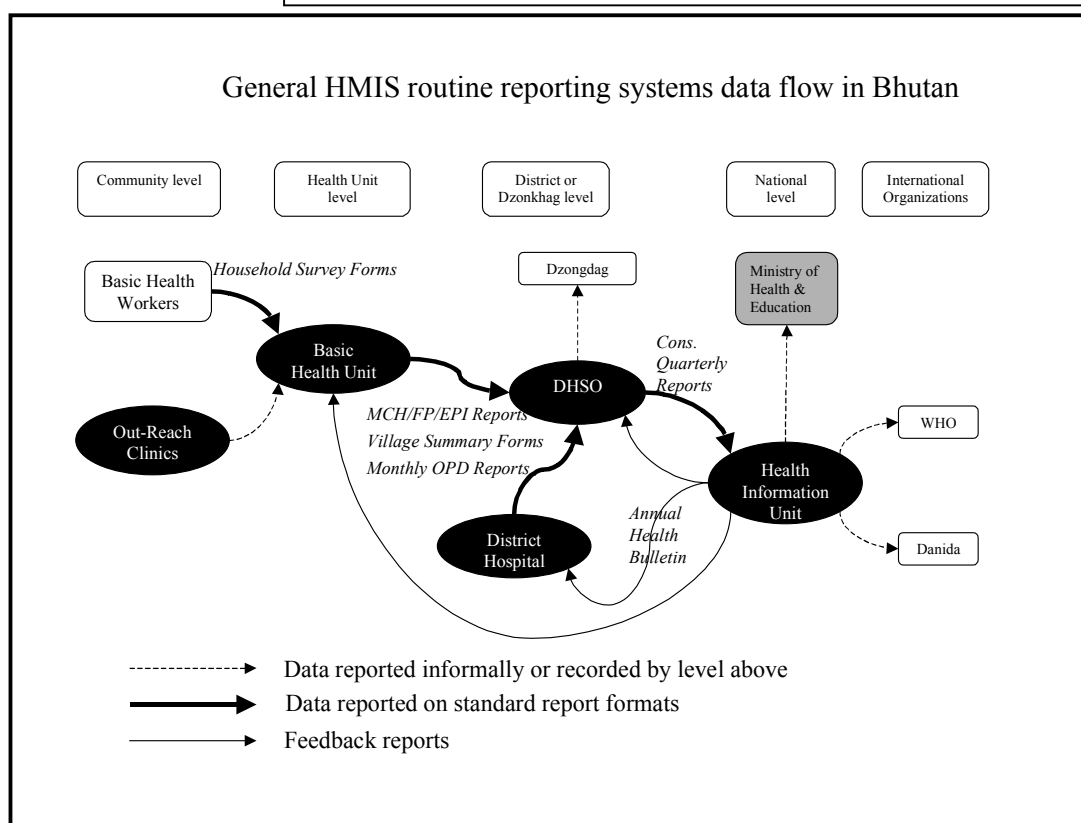 General HMIS routine reporting systems data flow in Bhutan
Community level
Health Unit
level
District or
Dzonkhag level
National
level
International
Organizations
Basic Health
Workers
Household Survey Forms
Dzongdag
Ministry of
Health &
Education
Basic
Health Unit
DHSO
Cons.
Quarterly
Reports
Out-Reach
Clinics
MCH/FP/EPI Reports
Village Summary Forms
Monthly OPD Reports
WHO
Health
Information
Unit
District
Hospital
Annual
Health
Bulletin
Danida
Data reported informally or recorded by level above
Data reported on standard report formats
Feedback reports